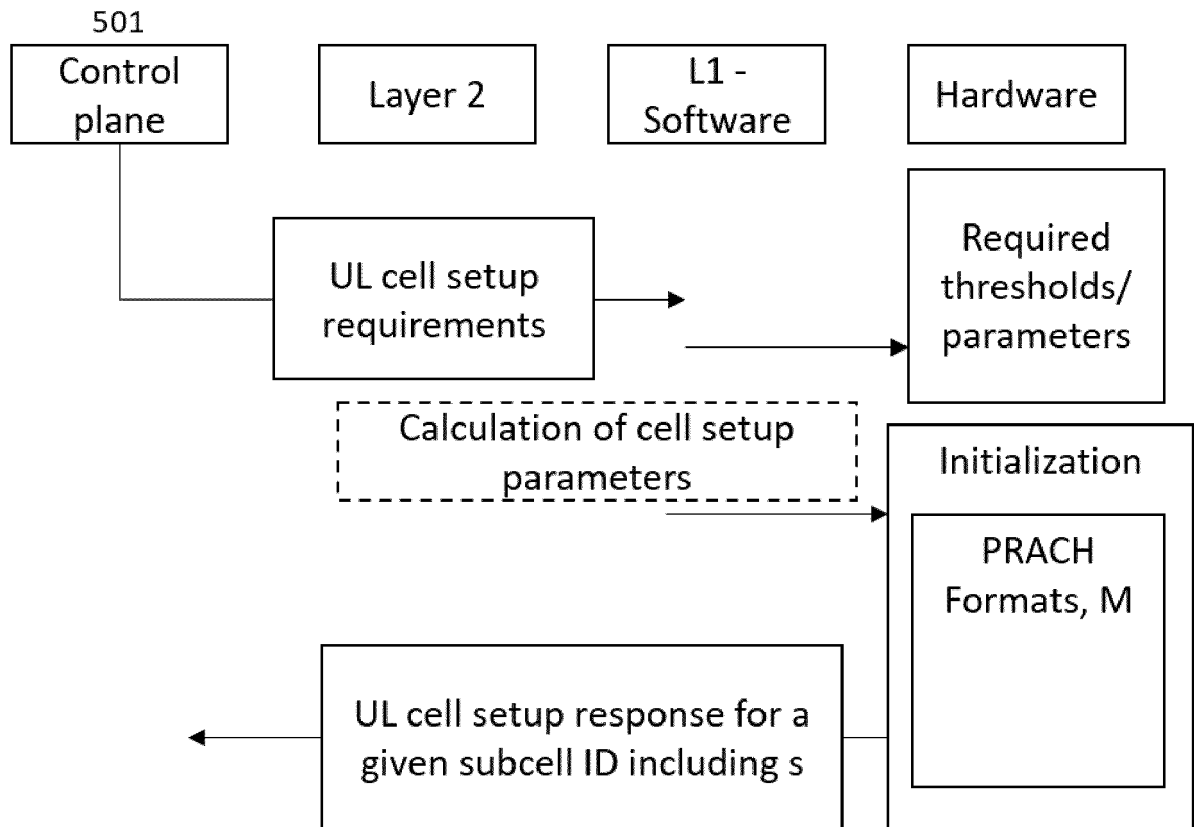 501
Control
plane
Layer 2
L1 -
Software
Hardware
UL cell setup
requirements
Required
thresholds/
parameters
Calculation of cell setup
parameters
Initialization
PRACH
Formats, M
UL cell setup response for a
given subcell ID including s